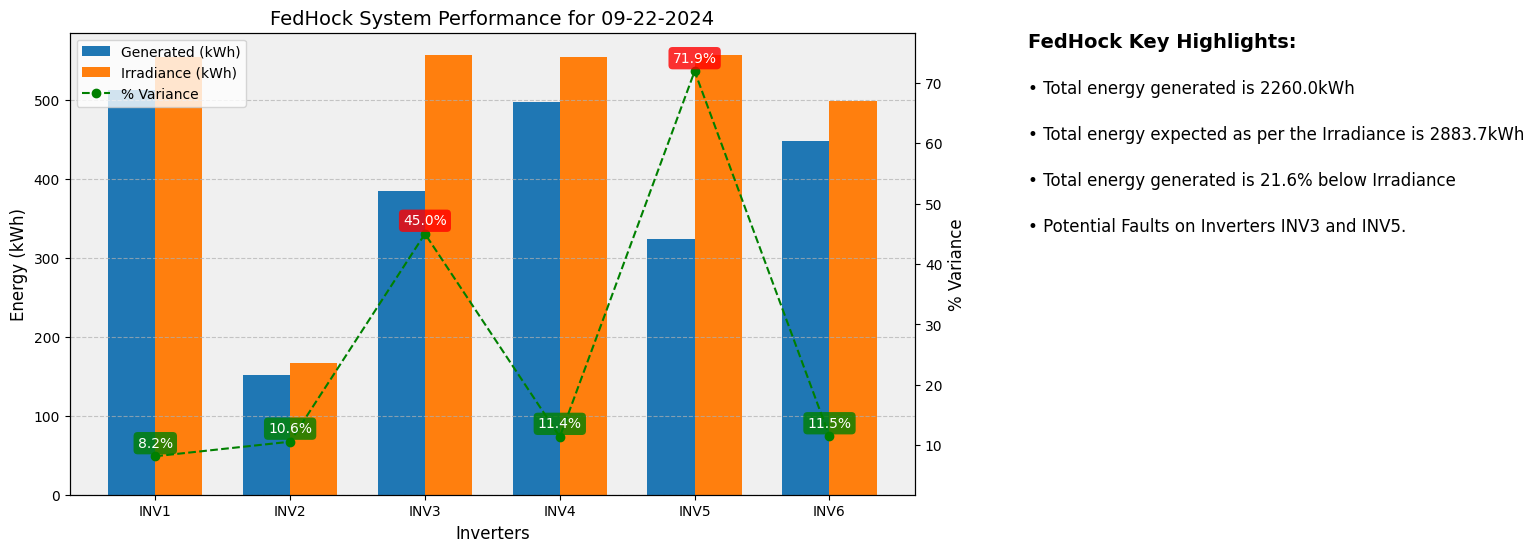 FedHock System Performance for 09-22-2024
Generated (kWh)
Irradiance (kWh)
% Variance
Energy (kWh)
500
400
300
200
100
0
8.2%
10.6%
45.0%
11.4%
71.9%
11.5%
70
60
50
40
30
20
10
% Variance
INV1
INV2
INV3
INV4
INV5
INV6
Inverters
FedHock Key Highlights:
• Total energy generated is 2260.0kWh
• Total energy expected as per the Irradiance is 2883.7kWh
• Total energy generated is 21.6% below Irradiance
• Potential Faults on Inverters INV3 and INV5.